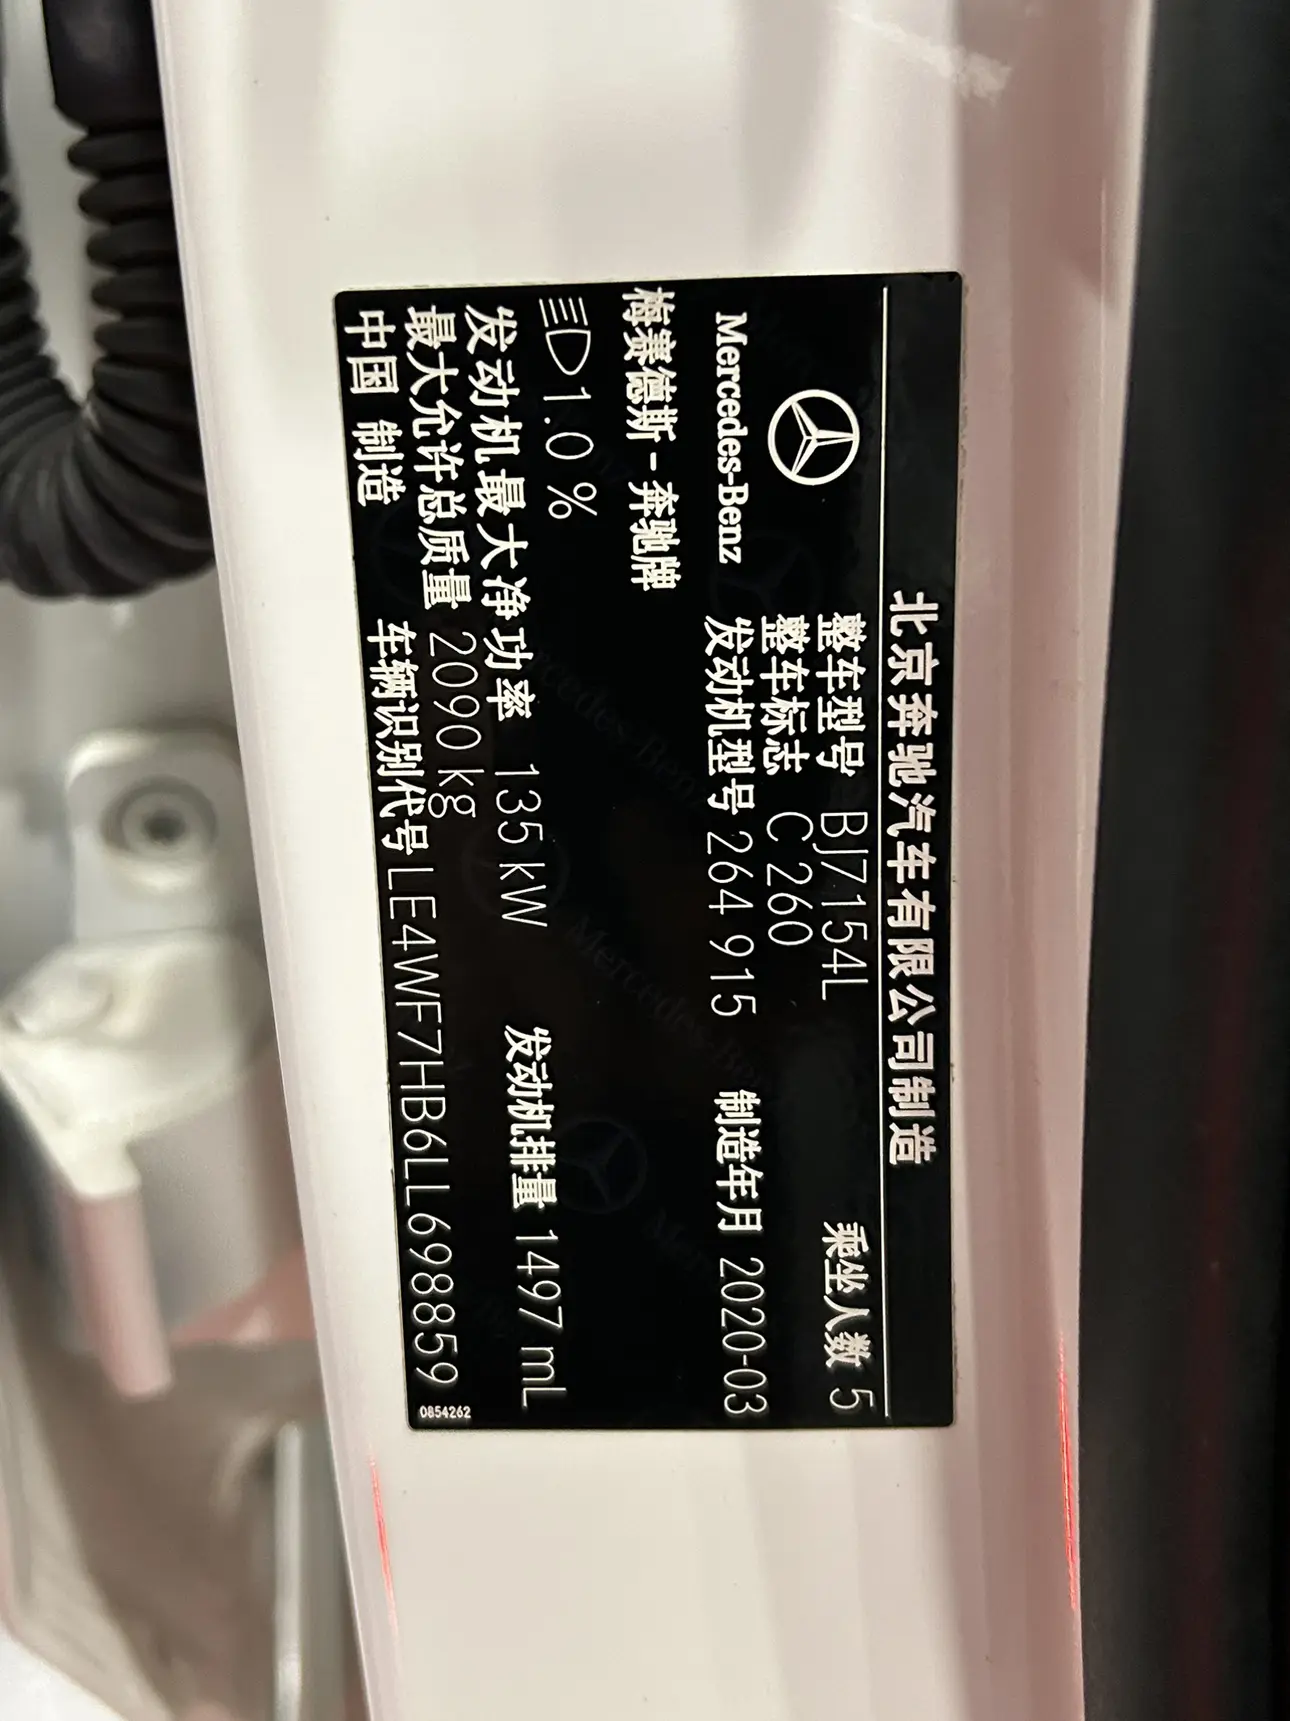 北京奔驰汽车有限公司制造
Mercedes-Benz
整车型号 BJ7154L 乘坐人数 5
整车标志 C 260
发动机型号 264 915 制造年月 2020-03
梅赛德斯-奔驰牌
1.0 %
发动机最大净功率 135 kW 发动机排量 1497 mL
最大允许总质量 2090 kg
中国 制造 车辆识别代号 LE4WF7HB6LL698859
0854262